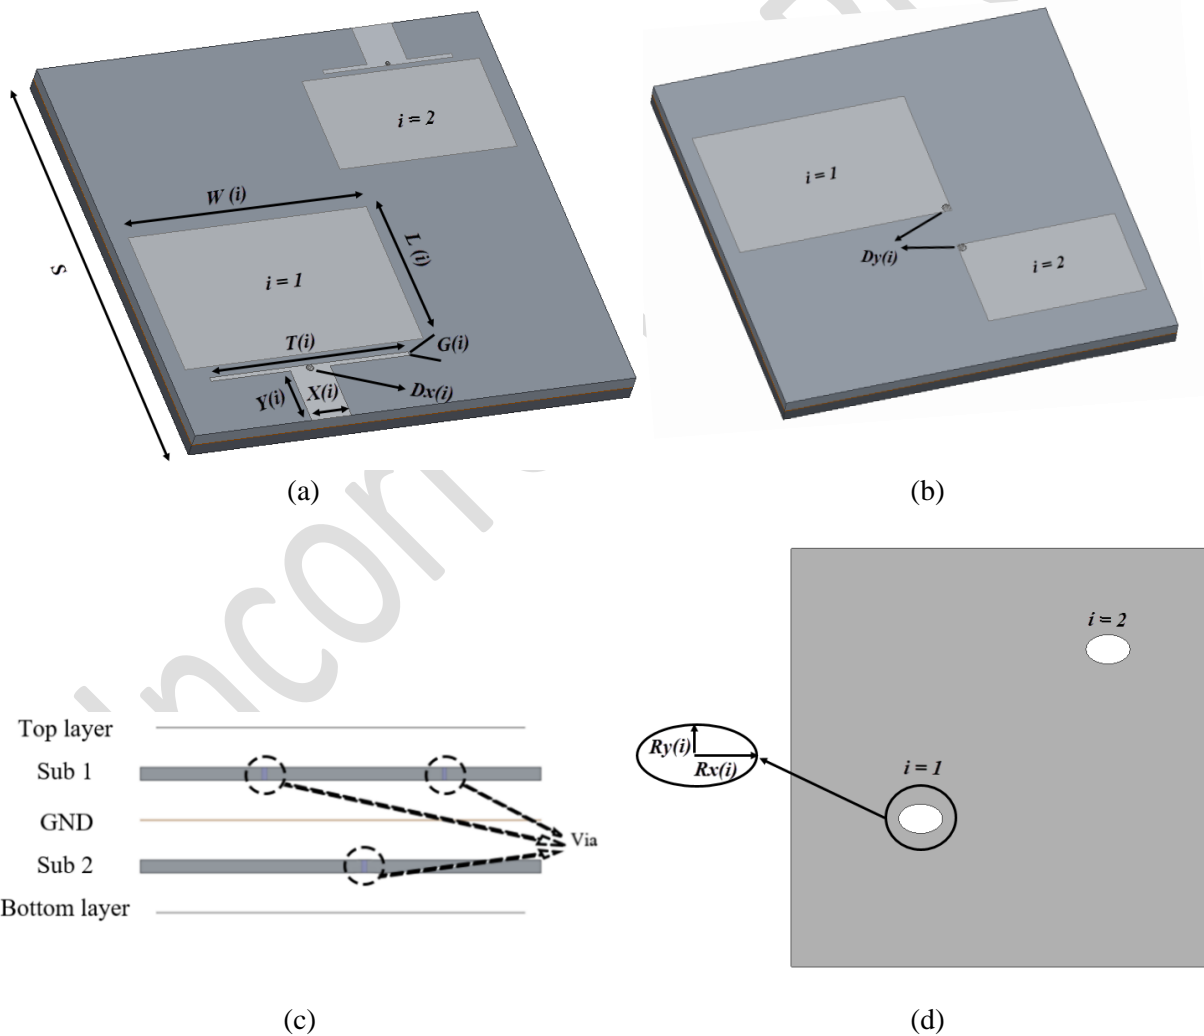 i = 2
W (i)
L (i)
S
i = 1
T(i)
G(i)
Y(i)
X(i)
Dx(i)
(a)
i = 1
Dy(i)
i = 2
(b)
Top layer
Sub 1
GND
Via
Sub 2
Bottom layer
(c)
i = 2
Ry(i)
Rx(i)
i = 1
(d)